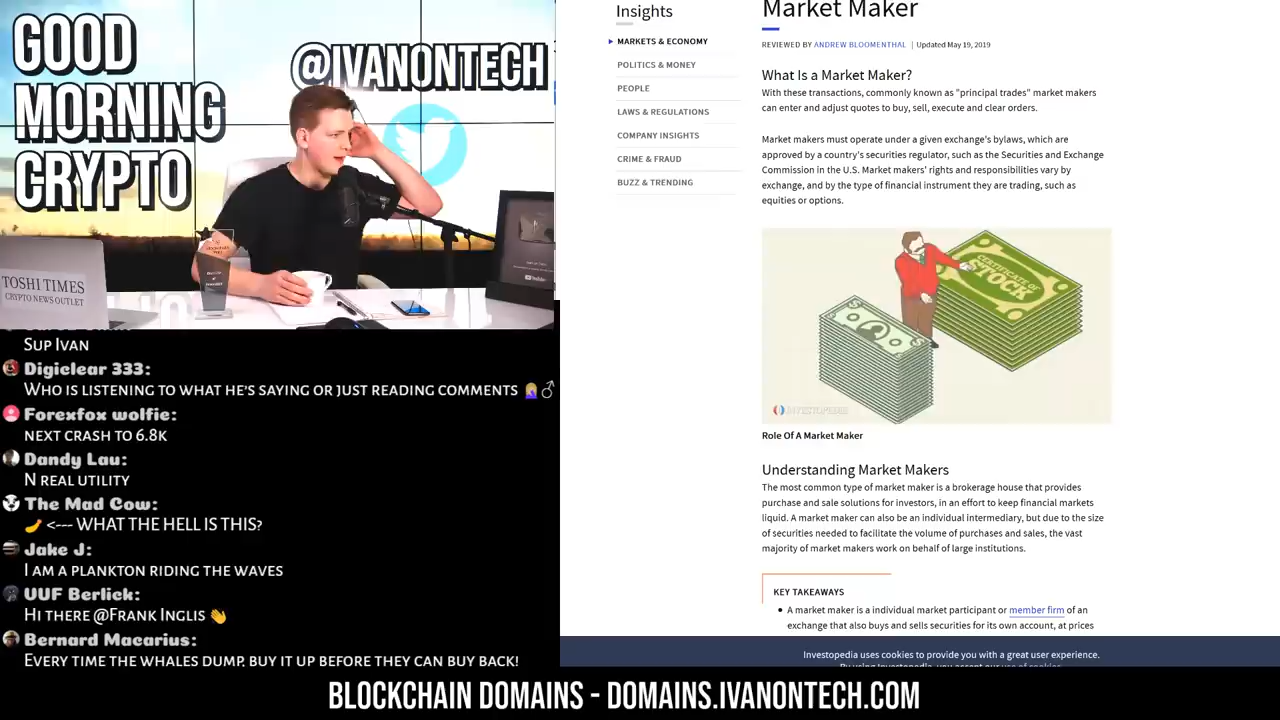 GOOD
MORNING
CRYPTO
@IVANONTECH
TOSHI TIMES
CRYPTO NEWS OUTLET
SUP IVAN
Digiclear 333:
WHO IS LISTENING TO WHAT HE'S SAYING OR JUST READING COMMENTS 🤦🏼‍♂
Forexfox wolfie:
NEXT CRASH TO 6.8K
Dandy Lau:
N REAL UTILITY
The Mad Cow:
<--- WHAT THE HELL IS THIS?
Jake J:
I AM A PLANKTON RIDING THE WAVES
UUF Berlick:
HI THERE @FRANK INGLIS 👋
Bernard Macarius:
EVERY TIME THE WHALES DUMP, BUY IT UP BEFORE THEY CAN BUY BACK!
Insights
MARKETS & ECONOMY
POLITICS & MONEY
PEOPLE
LAWS & REGULATIONS
COMPANY INSIGHTS
CRIME & FRAUD
BUZZ & TRENDING
Market Maker
REVIEWED BY ANDREW BLOOMENTHAL | Updated May 19, 2019
What Is a Market Maker?
With these transactions, commonly known as "principal trades" market makers
can enter and adjust quotes to buy, sell, execute and clear orders.
Market makers must operate under a given exchange's bylaws, which are
approved by a country's securities regulator, such as the Securities and Exchange
Commission in the U.S. Market makers' rights and responsibilities vary by
exchange, and by the type of financial instrument they are trading, such as
equities or options.
CERTIFICATE OF
STOCK
INVESTOPEDIA
Role Of A Market Maker
Understanding Market Makers
The most common type of market maker is a brokerage house that provides
purchase and sale solutions for investors, in an effort to keep financial markets
liquid. A market maker can also be an individual intermediary, but due to the size
of securities needed to facilitate the volume of purchases and sales, the vast
majority of market makers work on behalf of large institutions.
KEY TAKEAWAYS
• A market maker is a individual market participant or member firm of an
exchange that also buys and sells securities for its own account, at prices
Investopedia uses cookies to provide you with a great user experience.
By using Investopedia, you accept our use of cookies.
BLOCKCHAIN DOMAINS - DOMAINS.IVANONTECH.COM